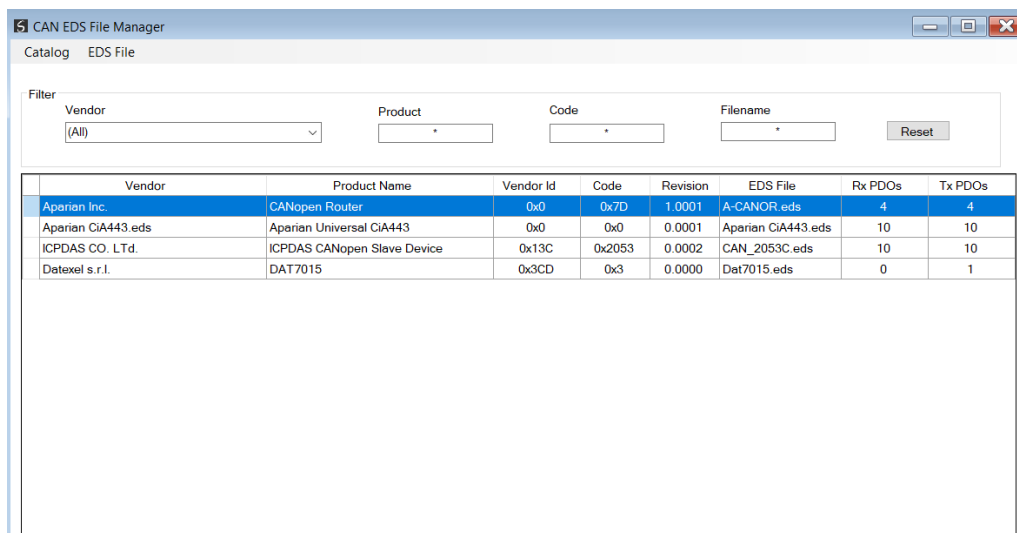 CAN EDS File Manager
Catalog EDS File
Filter
Vendor Product Code Filename
(All) * * * Reset
Vendor Product Name Vendor Id Code Revision EDS File Rx PDOs Tx PDOs
Aparian Inc. CANopen Router 0x0 0x7D 1.0001 A-CANOR.eds 4 4
Aparian CiA443.eds Aparian Universal CiA443 0x0 0x0 0.0001 Aparian CiA443.eds 10 10
ICPDAS CO. LTd. ICPDAS CANopen Slave Device 0x13C 0x2053 0.0002 CAN_2053C.eds 10 10
Datexel s.r.l. DAT7015 0x3CD 0x3 0.0000 Dat7015.eds 0 1